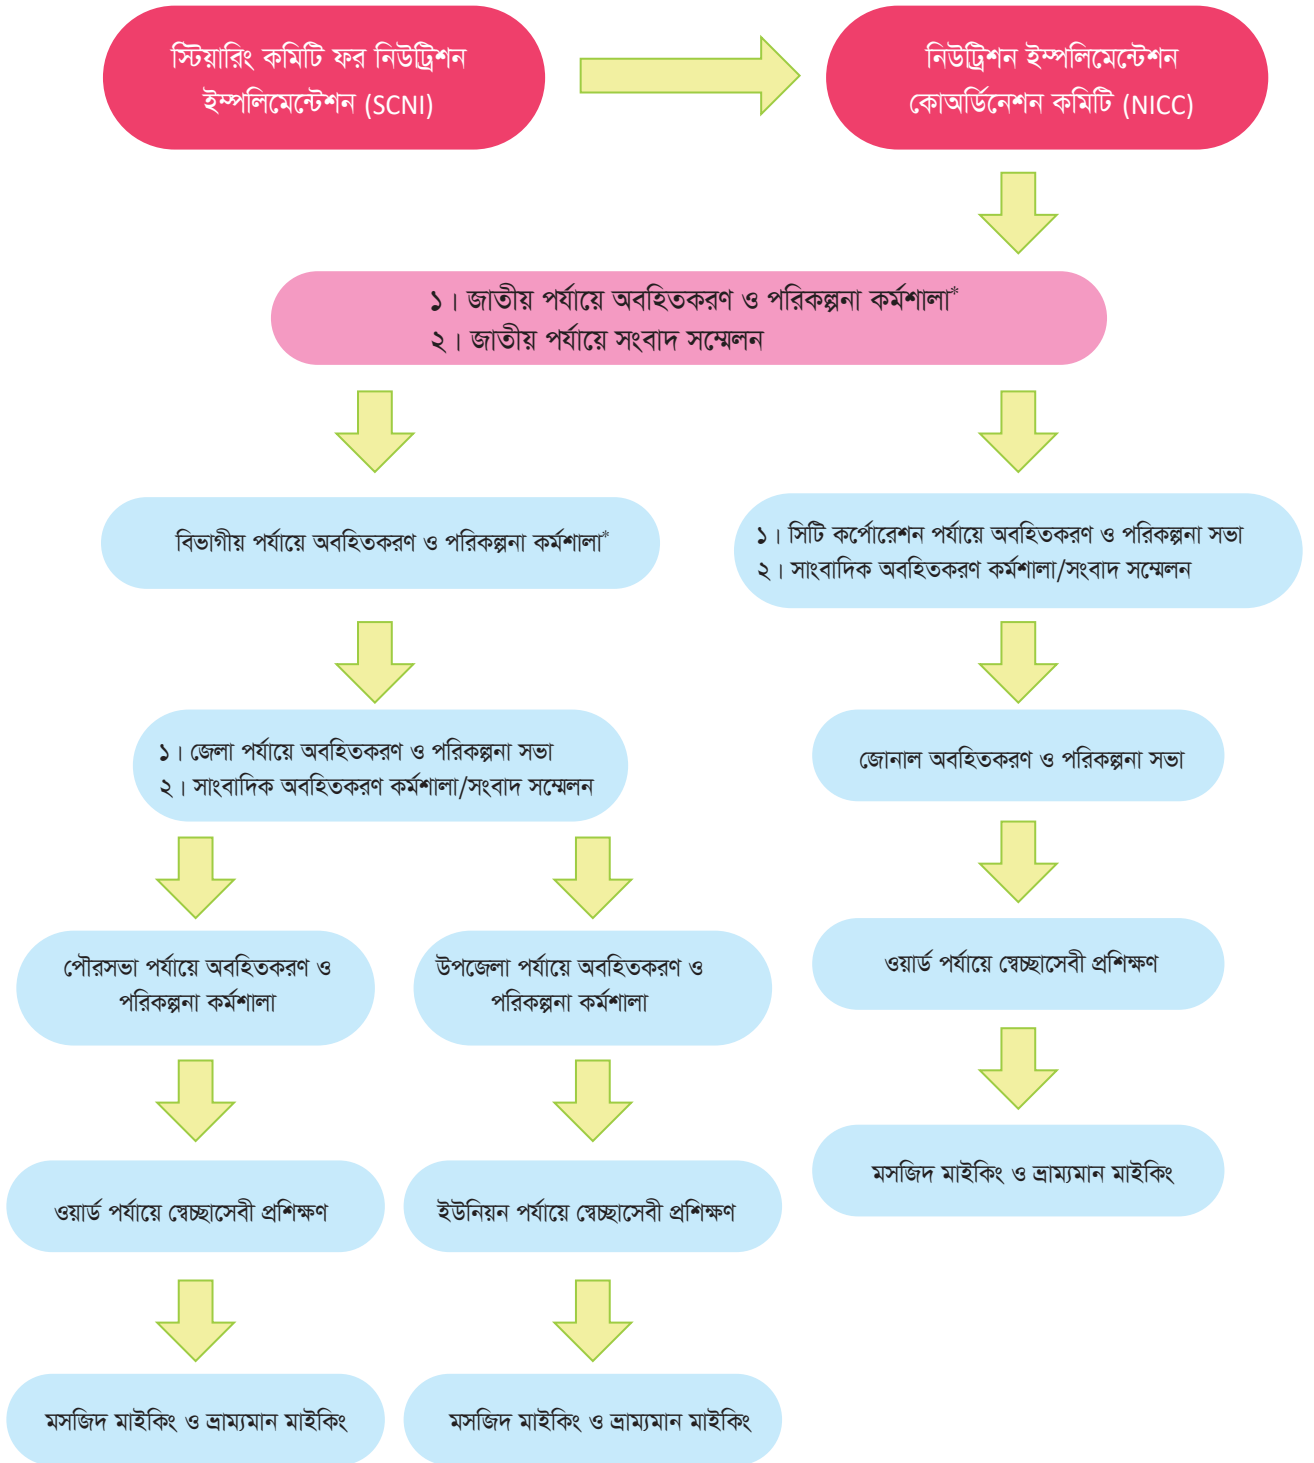 স্টিয়ারিং কমিটি ফর নিউট্রিশন
ইম্পলিমেন্টেশন (SCNI)
নিউট্রিশন ইম্পলিমেন্টেশন
কোঅর্ডিনেশন কমিটি (NICC)
১। জাতীয় পর্যায়ে অবহিতকরণ ও পরিকল্পনা কর্মশালা*
২। জাতীয় পর্যায়ে সংবাদ সম্মেলন
বিভাগীয় পর্যায়ে অবহিতকরণ ও পরিকল্পনা কর্মশালা*
১। সিটি কর্পোরেশন পর্যায়ে অবহিতকরণ ও পরিকল্পনা সভা
২। সাংবাদিক অবহিতকরণ কর্মশালা/সংবাদ সম্মেলন
১। জেলা পর্যায়ে অবহিতকরণ ও পরিকল্পনা সভা
২। সাংবাদিক অবহিতকরণ কর্মশালা/সংবাদ সম্মেলন
জোনাল অবহিতকরণ ও পরিকল্পনা সভা
পৌরসভা পর্যায়ে অবহিতকরণ ও
পরিকল্পনা কর্মশালা
উপজেলা পর্যায়ে অবহিতকরণ ও
পরিকল্পনা কর্মশালা
ওয়ার্ড পর্যায়ে স্বেচ্ছাসেবী প্রশিক্ষণ
ওয়ার্ড পর্যায়ে স্বেচ্ছাসেবী প্রশিক্ষণ
ইউনিয়ন পর্যায়ে স্বেচ্ছাসেবী প্রশিক্ষণ
মসজিদ মাইকিং ও ভ্রাম্যমান মাইকিং
মসজিদ মাইকিং ও ভ্রাম্যমান মাইকিং
মসজিদ মাইকিং ও ভ্রাম্যমান মাইকিং